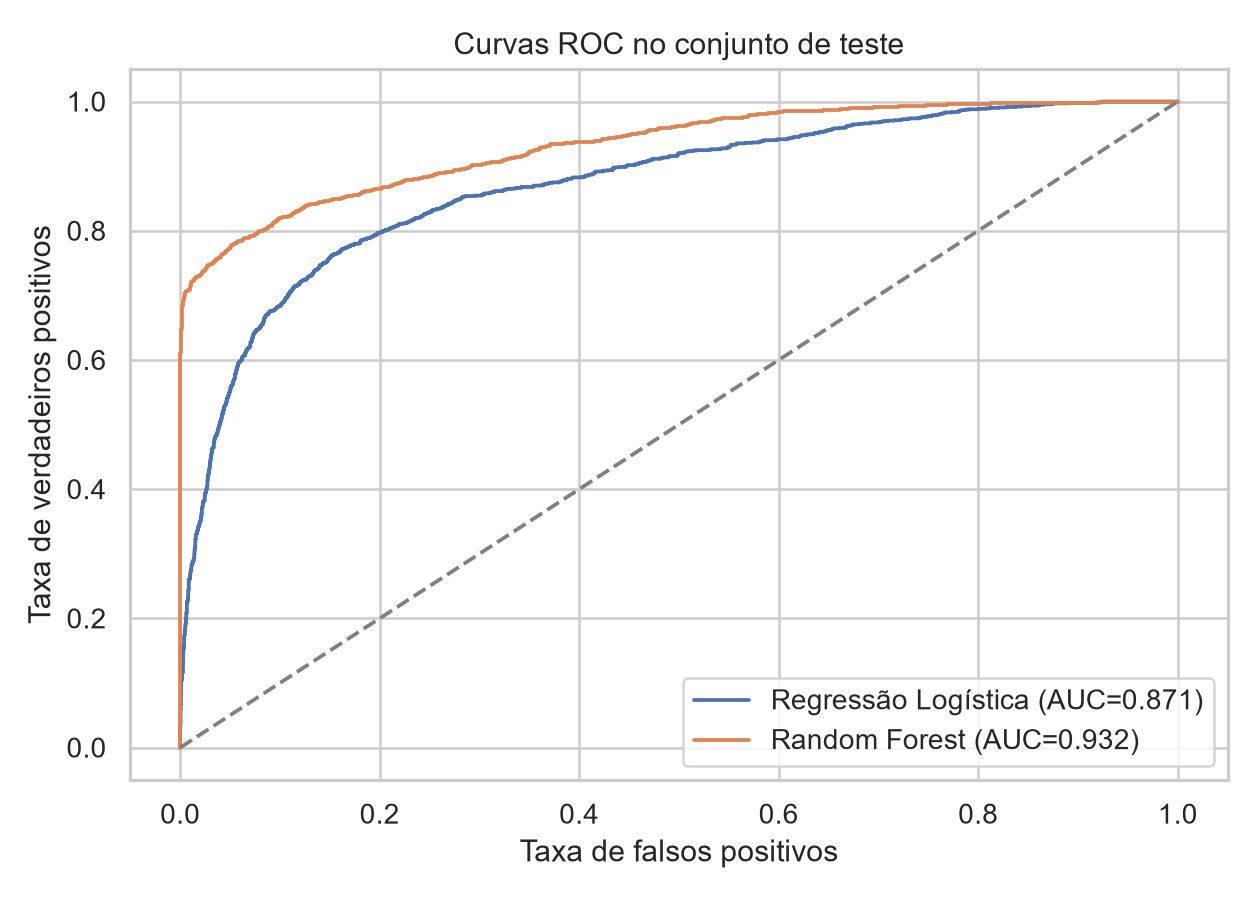 Curvas ROC no conjunto de teste
Taxa de verdadeiros positivos
1.0
0.8
0.6
0.4
0.2
0.0
Regressão Logística (AUC=0.871)
Random Forest (AUC=0.932)
0.0 0.2 0.4 0.6 0.8 1.0
Taxa de falsos positivos